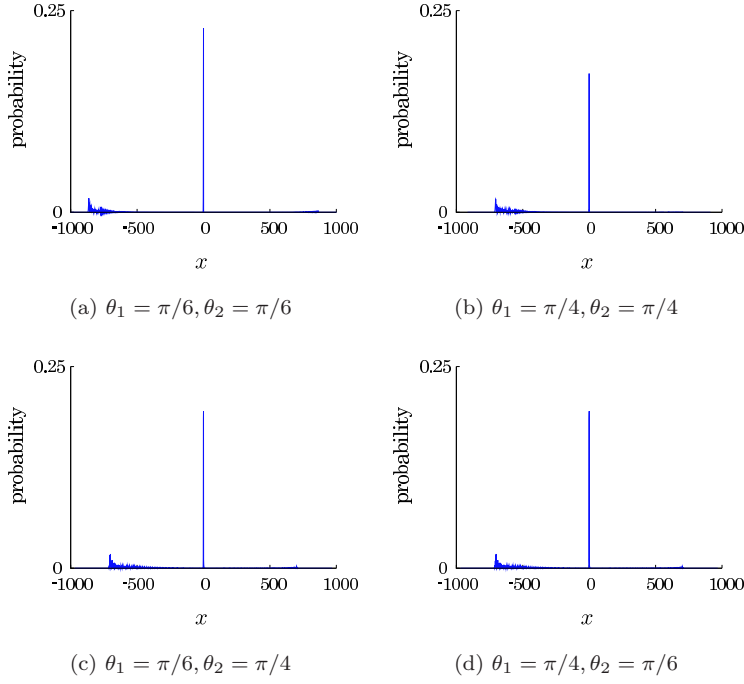 0.25 0.25
probability probability
0 0
-1000 -500 0 500 1000 -1000 -500 0 500 1000
x x
(a) θ₁ = π/6, θ₂ = π/6 (b) θ₁ = π/4, θ₂ = π/4
0.25 0.25
probability probability
0 0
-1000 -500 0 500 1000 -1000 -500 0 500 1000
x x
(c) θ₁ = π/6, θ₂ = π/4 (d) θ₁ = π/4, θ₂ = π/6